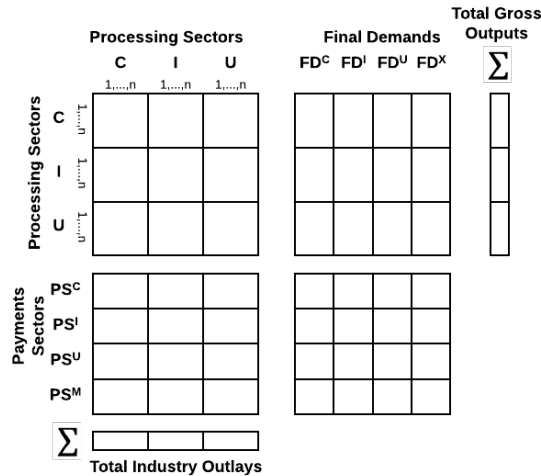 Total Gross
Outputs
Processing Sectors
Final Demands
∑
C I U
FDᶜ FDᴵ FDᵁ FDˣ
1,...,n 1,...,n 1,...,n
Processing Sectors
C 1,...,n
I 1,...,n
U 1,...,n
Payments
Sectors
PSᶜ
PSᴵ
PSᵁ
PSᴹ
∑
Total Industry Outlays